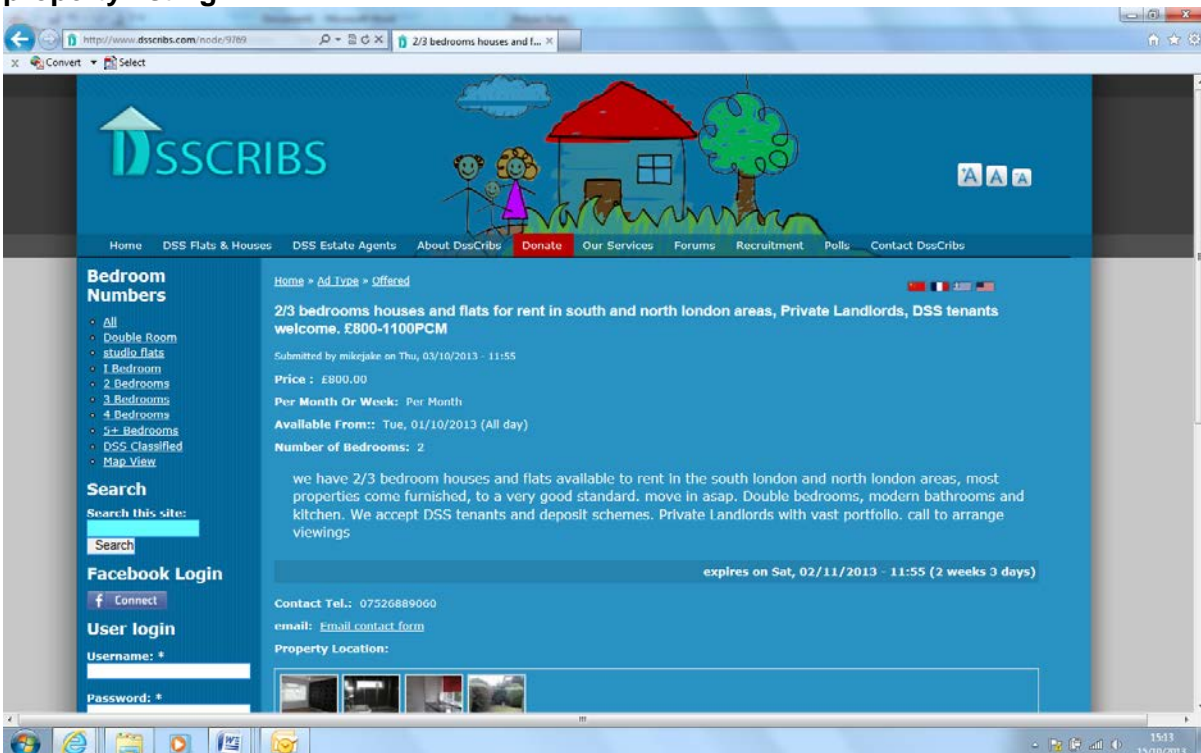 property listing
http://www.dsscribs.com/node/9769
2/3 bedrooms houses and f...
x Convert Select
DSSCRIBS
A A A
Home DSS Flats & Houses DSS Estate Agents About DssCribs Donate Our Services Forums Recruitment Polls Contact DssCribs
Bedroom
Numbers
All
Double Room
studio flats
1 Bedroom
2 Bedrooms
3 Bedrooms
4 Bedrooms
5+ Bedrooms
DSS Classified
Map View
Search
Search this site:
Search
Facebook Login
f Connect
User login
Username: *
Password: *
Home » Ad Type » Offered
2/3 bedrooms houses and flats for rent in south and north london areas, Private Landlords, DSS tenants
welcome. £800-1100PCM
Submitted by mikejake on Thu, 03/10/2013 - 11:55
Price : £800.00
Per Month Or Week: Per Month
Available From:: Tue, 01/10/2013 (All day)
Number of Bedrooms: 2
we have 2/3 bedroom houses and flats available to rent in the south london and north london areas, most
properties come furnished, to a very good standard. move in asap. Double bedrooms, modern bathrooms and
kitchen. We accept DSS tenants and deposit schemes. Private Landlords with vast portfolio. call to arrange
viewings
expires on Sat, 02/11/2013 - 11:55 (2 weeks 3 days)
Contact Tel.: 07526889060
email: Email contact form
Property Location:
15:13
15/10/2013